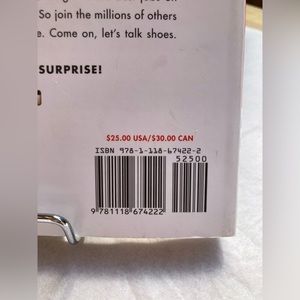 So join the millions of others
e. Come on, let's talk shoes.
SURPRISE!
$25.00 USA/$30.00 CAN
ISBN 978-1-118-67422-2
52500
9 781118 674222